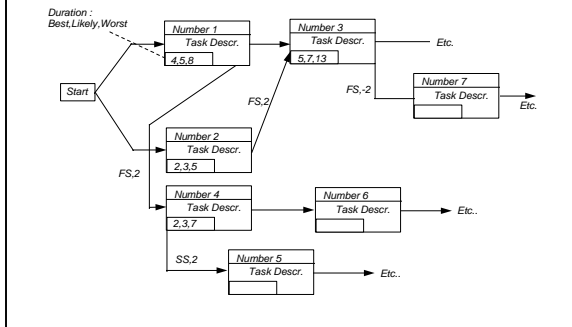 Duration :
Best,Likely,Worst
Number 1
Task Descr.
4,5,8
Number 3
Task Descr.
5,7,13
Etc.
Start
Number 7
Task Descr.
Etc.
FS,-2
FS,2
Number 2
Task Descr.
2,3,5
FS,2
Number 4
Task Descr.
2,3,7
Number 6
Task Descr.
Etc..
SS,2
Number 5
Task Descr.
Etc..